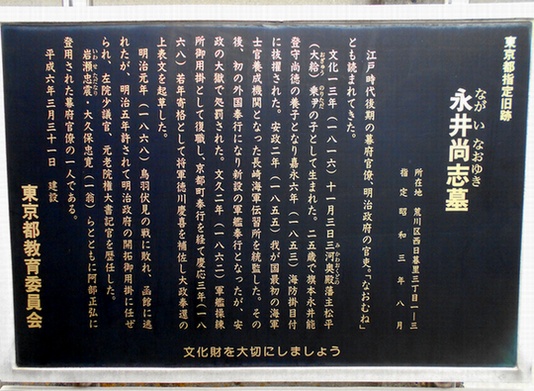 東京都指定旧跡
ながい なおゆき
永井尚志墓
所在地 荒川区西日暮里三丁目一―三
指定 昭和三年八月
江戸時代後期の幕府官僚、明治政府の官吏。「なおむね」
とも読まれてきた。
文化一三年(一八一六)十一月三日三河奥殿藩主松平
(大給)乗尹の子として生まれた。二五歳で旗本永井能
登守尚徳の養子となり嘉永六年(一八五三)海防掛目付
に抜擢された。安政二年(一八五五)我が国最初の海軍
士官養成機関となった長崎海軍伝習所を統監した。その
後、初の外国奉行になり新設の軍艦奉行となったが、安
政の大獄で処罰された。文久二年(一八六二)軍艦操練
所御用掛として復職し、京都町奉行を経て慶応三年(一八
六八)若年寄格として将軍徳川慶喜を補佐し大政奉還の
上表文を起草した。
明治元年(一八六八)鳥羽伏見の戦に敗れ、函館に逃
れたが、明治五年許されて明治政府の開拓御用掛に任ぜ
られ、左院少議官、元老院権大書記官を歴任した。
岩瀬忠震・大久保忠寛(一翁)らとともに阿部正弘に
登用された幕府官僚の一人である。
平成六年三月三十一日 建設
東京都教育委員会
文化財を大切にしましょう